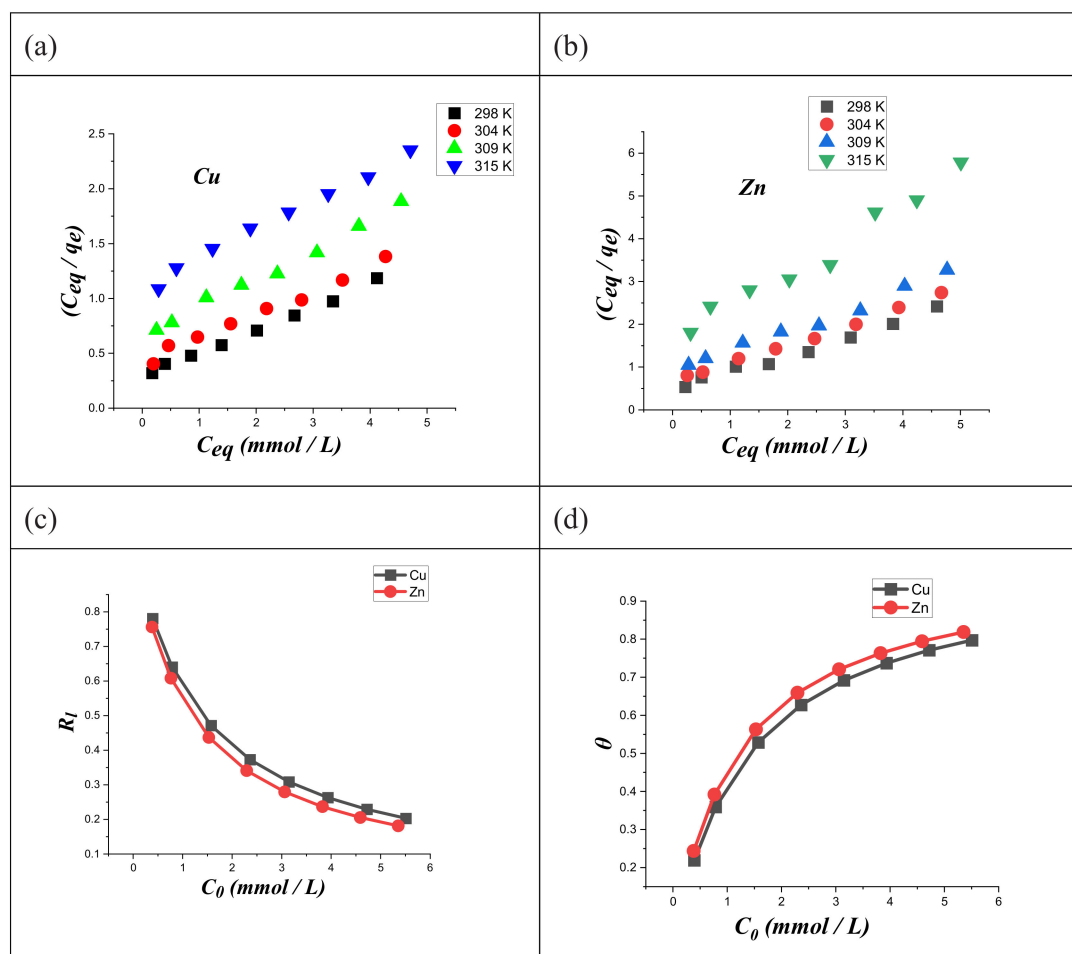 (a)
(b)
298 K
304 K
309 K
315 K
Cu
(Ceq / qe)
2.5
2.0
1.5
1.0
0.5
0.0
0 1 2 3 4 5
Ceq (mmol / L)
298 K
304 K
309 K
315 K
Zn
(Ceq / qe)
6
5
4
3
2
1
0
0 1 2 3 4 5
Ceq (mmol / L)
(c)
(d)
Cu
Zn
Rl
0.8
0.7
0.6
0.5
0.4
0.3
0.2
0.1
0 1 2 3 4 5 6
C0 (mmol / L)
Cu
Zn
θ
0.9
0.8
0.7
0.6
0.5
0.4
0.3
0.2
0 1 2 3 4 5 6
C0 (mmol / L)